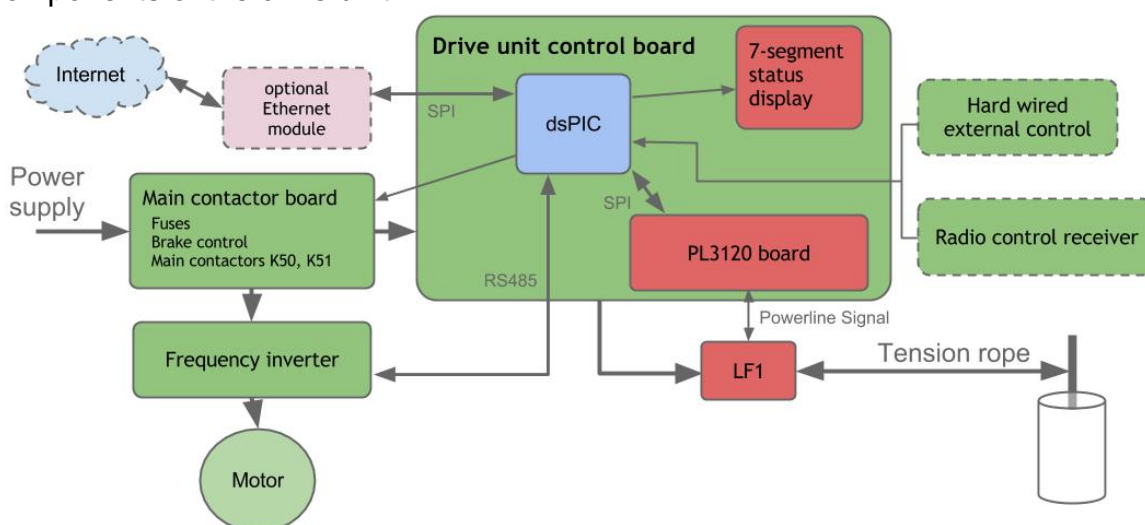 Drive unit control board
7-segment
status
display
Internet
optional
Ethernet
module
SPI
dsPIC
Hard wired
external control
Power
supply
Main contactor board
Fuses
Brake control
Main contactors K50, K51
SPI
PL3120 board
Radio control receiver
RS485
Powerline Signal
Frequency inverter
LF1
Tension rope
Motor